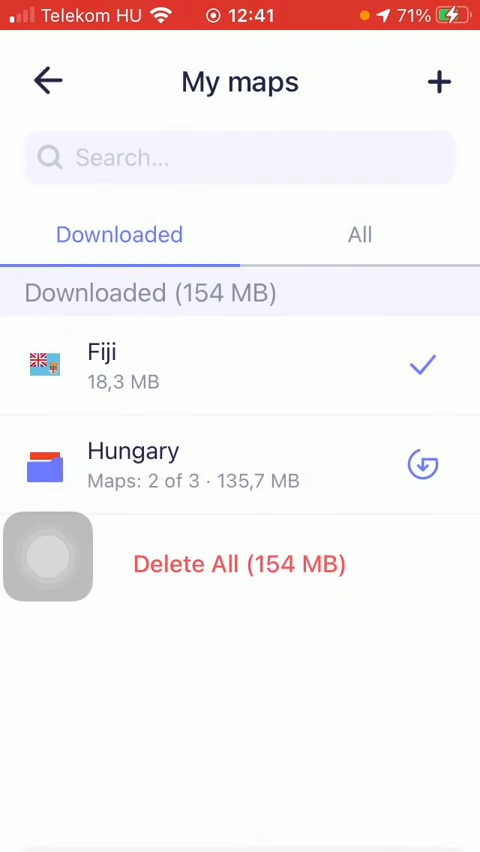 Telekom HU 12:41 71%
My maps
Search...
Downloaded All
Downloaded (154 MB)
Fiji
18,3 MB
Hungary
Maps: 2 of 3 · 135,7 MB
Delete All (154 MB)